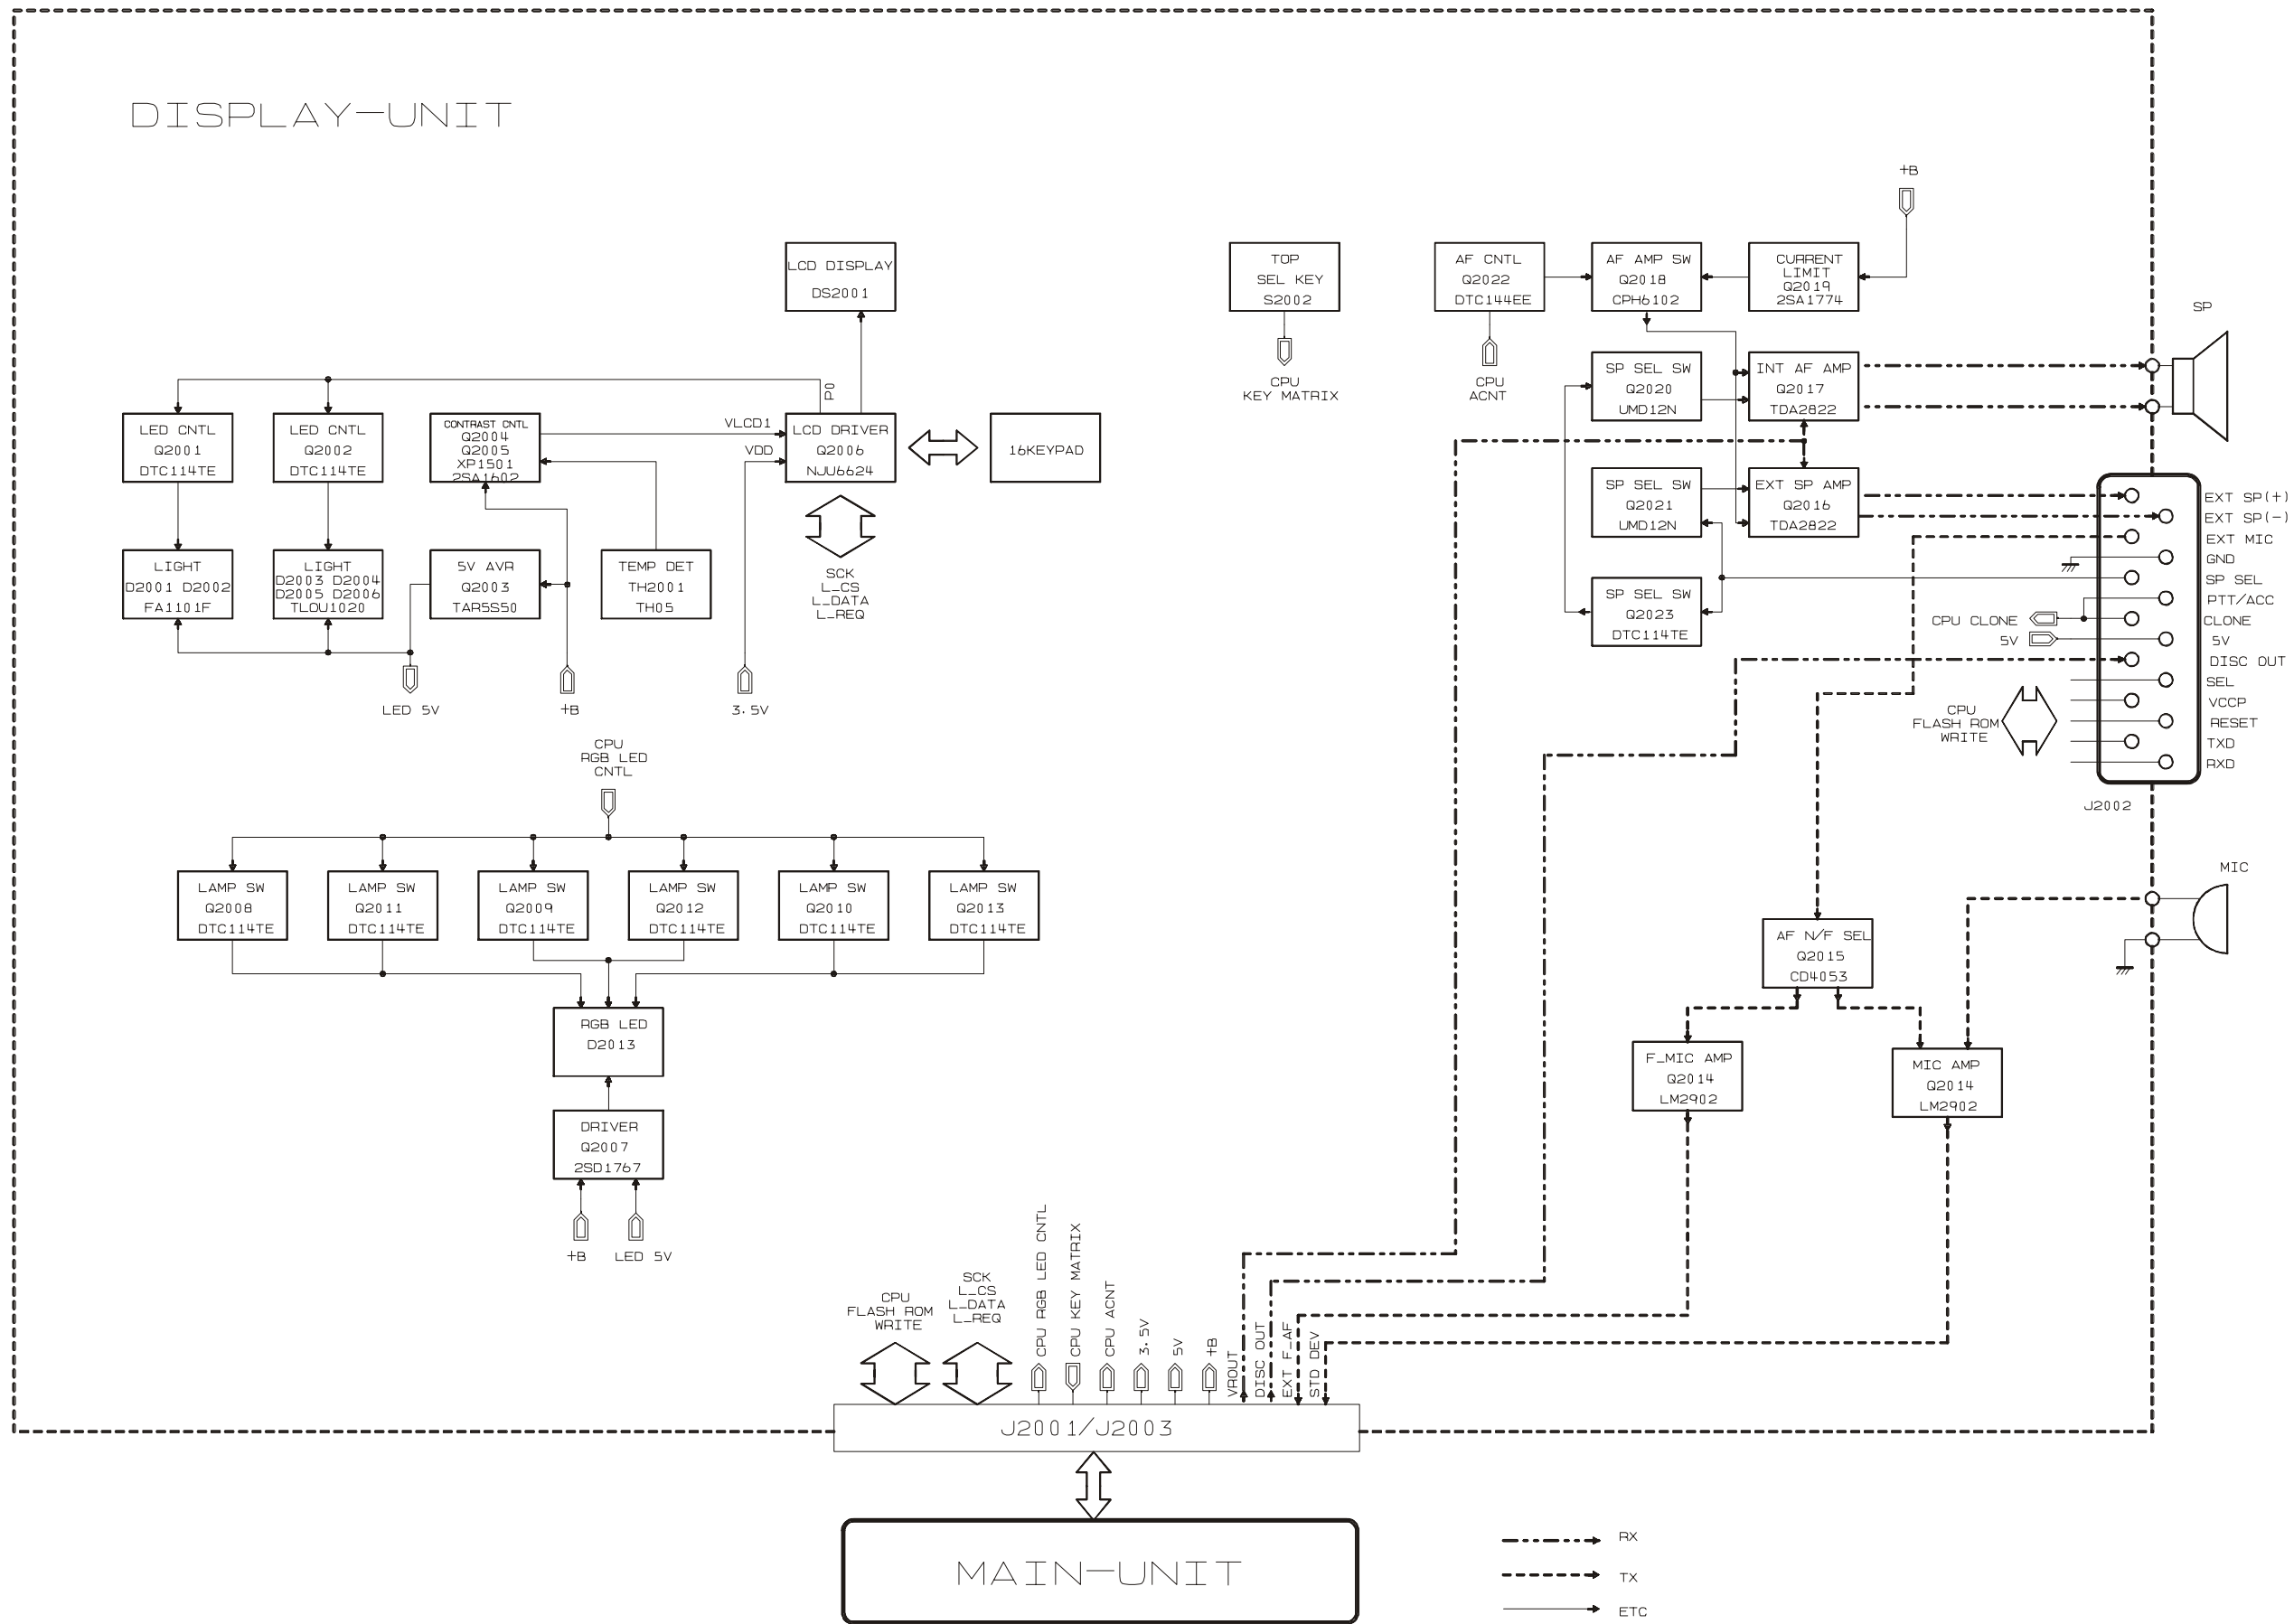 DISPLAY-UNIT
+B
LCD DISPLAY
DS2001
TOP
SEL KEY
S2002
CPU
KEY MATRIX
AF CNTL
Q2022
DTC144EE
CPU
ACNT
AF AMP SW
Q2018
CPH6102
CURRENT
LIMIT
Q2019
2SA1774
SP
SP SEL SW
Q2020
UMD12N
INT AF AMP
Q2017
TDA2822
P0
LED CNTL
Q2001
DTC114TE
LED CNTL
Q2002
DTC114TE
CONTRAST CNTL
Q2004
Q2005
XP1501
2SA1602
VLCD1
VDD
LCD DRIVER
Q2006
NJU6624
16KEYPAD
SP SEL SW
Q2021
UMD12N
EXT SP AMP
Q2016
TDA2822
SP SEL SW
Q2023
DTC114TE
LIGHT
D2001 D2002
FA1101F
LIGHT
D2003 D2004
D2005 D2006
TLOU1020
5V AVR
Q2003
TAR5S50
TEMP DET
TH2001
TH05
SCK
L_CS
L_DATA
L_REQ
LED 5V
+B
3.5V
EXT SP(+)
EXT SP(-)
EXT MIC
GND
SP SEL
PTT/ACC
CLONE
5V
DISC OUT
SEL
VCCP
RESET
TXD
RXD
CPU CLONE
5V
CPU
FLASH ROM
WRITE
J2002
CPU
RGB LED
CNTL
LAMP SW
Q2008
DTC114TE
LAMP SW
Q2011
DTC114TE
LAMP SW
Q2009
DTC114TE
LAMP SW
Q2012
DTC114TE
LAMP SW
Q2010
DTC114TE
LAMP SW
Q2013
DTC114TE
MIC
AF N/F SEL
Q2015
CD4053
RGB LED
D2013
F_MIC AMP
Q2014
LM2902
MIC AMP
Q2014
LM2902
DRIVER
Q2007
2SD1767
+B
LED 5V
CPU
FLASH ROM
WRITE
SCK
L_CS
L_DATA
L_REQ
CPU RGB LED CNTL
CPU KEY MATRIX
CPU ACNT
3.5V
5V
+B
VROUT
DISC OUT
EXT F_AF
STD DEV
J2001/J2003
MAIN-UNIT
RX
TX
ETC